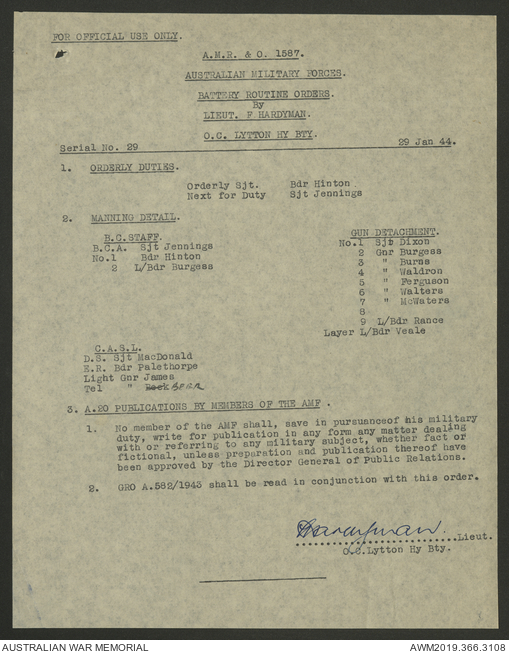 FOR OFFICIAL USE ONLY.
A.M.R. & O. 1587.
AUSTRALIAN MILITARY FORCES.
BATTERY ROUTINE ORDERS.
By
LIEUT. F HARDYMAN.
O.C. LYTTON HY BTY.
Serial No. 29
29 Jan 44.
1. ORDERLY DUTIES.
Orderly Sjt. Bdr Hinton
Next for Duty Sjt Jennings
2. MANNING DETAIL.
B.C.STAFF.
B.C.A. Sjt Jennings
No.1 Bdr Hinton
2 L/Bdr Burgess
GUN DETACHMENT.
No.1 Sjt Dixon
2 Gnr Burgess
3 " Burns
4 " Waldron
5 " Ferguson
6 " Walters
7 " McWaters
8
9 L/Bdr Rance
Layer L/Bdr Veale
C.A.S.L.
D.S. Sjt MacDonald
E.R. Bdr Palethorpe
Light Gnr James
Tel " BEER
3. A.20 PUBLICATIONS BY MEMBERS OF THE AMF .
1. No member of the AMF shall, save in pursuanceof his military
duty, write for publication in any form any matter dealing
with or referring to any military subject, whether fact or
fictional, unless preparation and publication thereof have
been approved by the Director General of Public Relations.
2. GRO A.582/1943 shall be read in conjunction with this order.
Hardyman.
Lieut.
O.C.Lytton Hy Bty.
AUSTRALIAN WAR MEMORIAL
AWM2019.366.3108